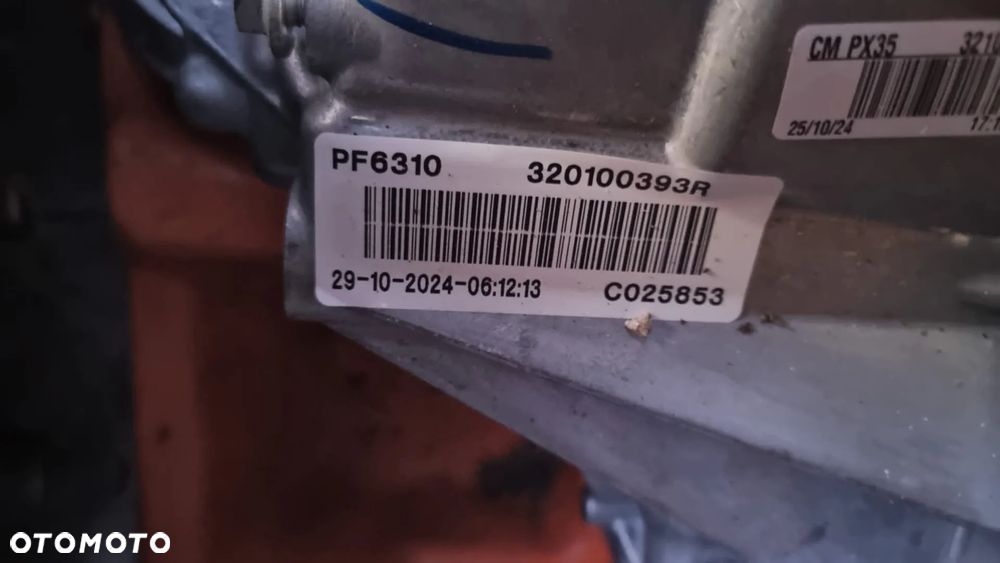 CM PX35
25/10/24
PF6310 320100393R
29-10-2024-06:12:13 C025853
OTOMOTO